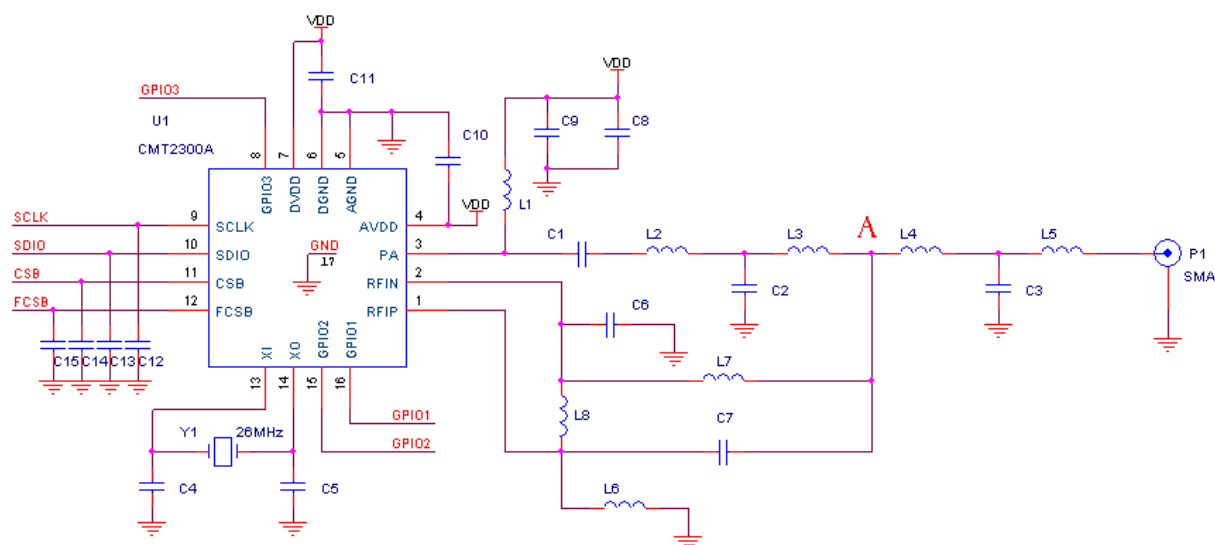 VDD
C11
GPIO3
U1
CMT2300A
C10
VDD
C9
C8
L1
8
7
6
5
GPIO3
DVDD
DGND
AGND
SCLK
9
SCLK
AVDD
4
VDD
SDIO
10
SDIO
GND
17
PA
3
C1
L2
L3
A
L4
L5
P1
SMA
CSB
11
CSB
RFIN
2
C2
C3
FCSB
12
FCSB
RFIP
1
C6
C15
C14
C13
C12
XI
XO
GPIO2
GPIO1
13
14
15
16
L7
L8
C7
GPIO1
GPIO2
Y1
26MHz
C4
C5
L6